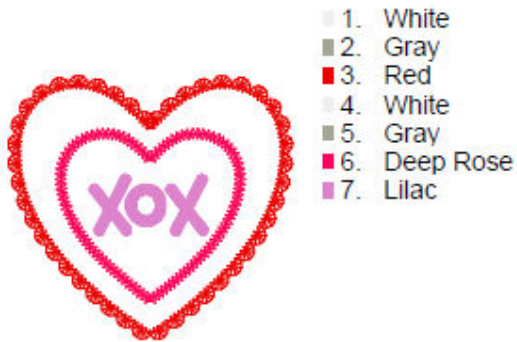 1. White
2. Gray
3. Red
4. White
5. Gray
6. Deep Rose
7. Lilac
XOX